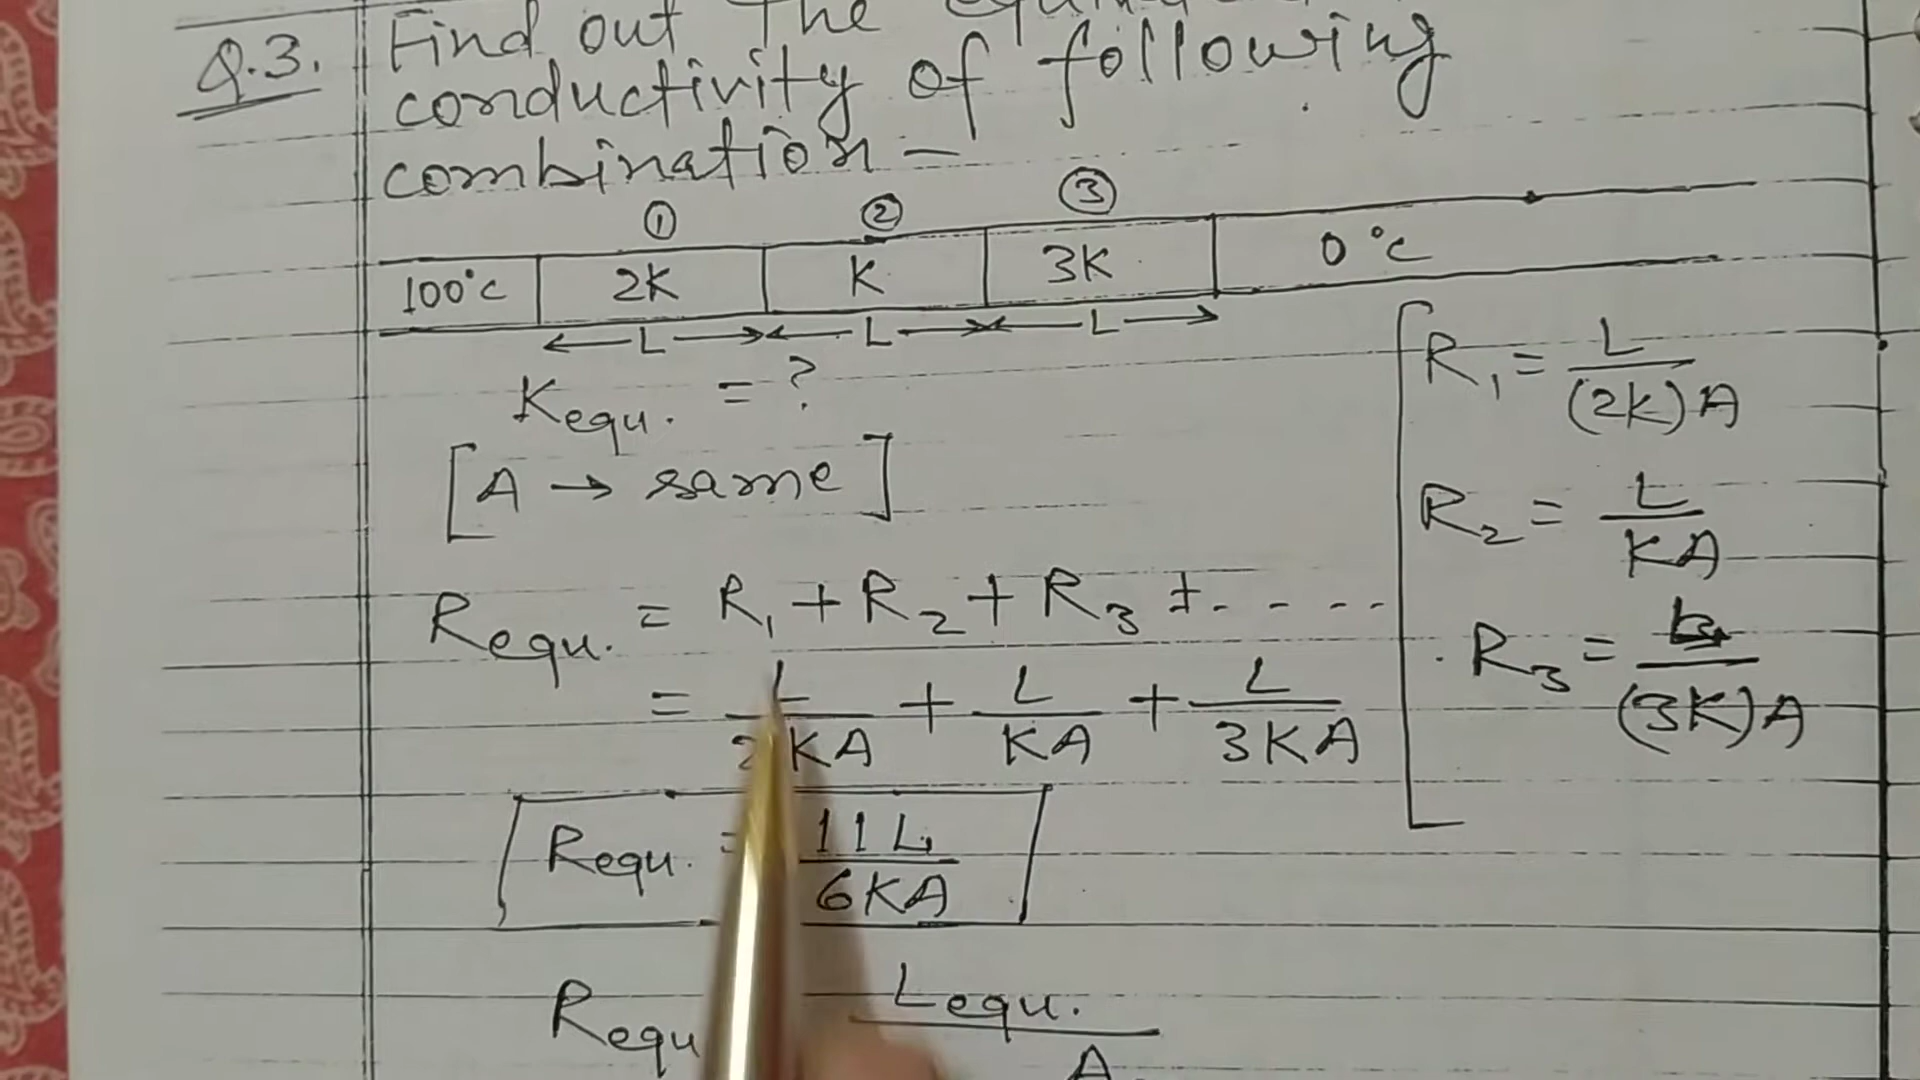 Q.3. Find out The
conductivity of following
combination –
① ② ③
100°C 2K K 3K 0°C
L L L
Kequ. = ?
[A → same]
Requ. = R1 + R2 + R3 + - - - -
= L/2KA + L/KA + L/3KA
Requ. = 11L/6KA
Requ Lequ.
A
R1 = L/(2K)A
R2 = L/KA
R3 = L/(3K)A